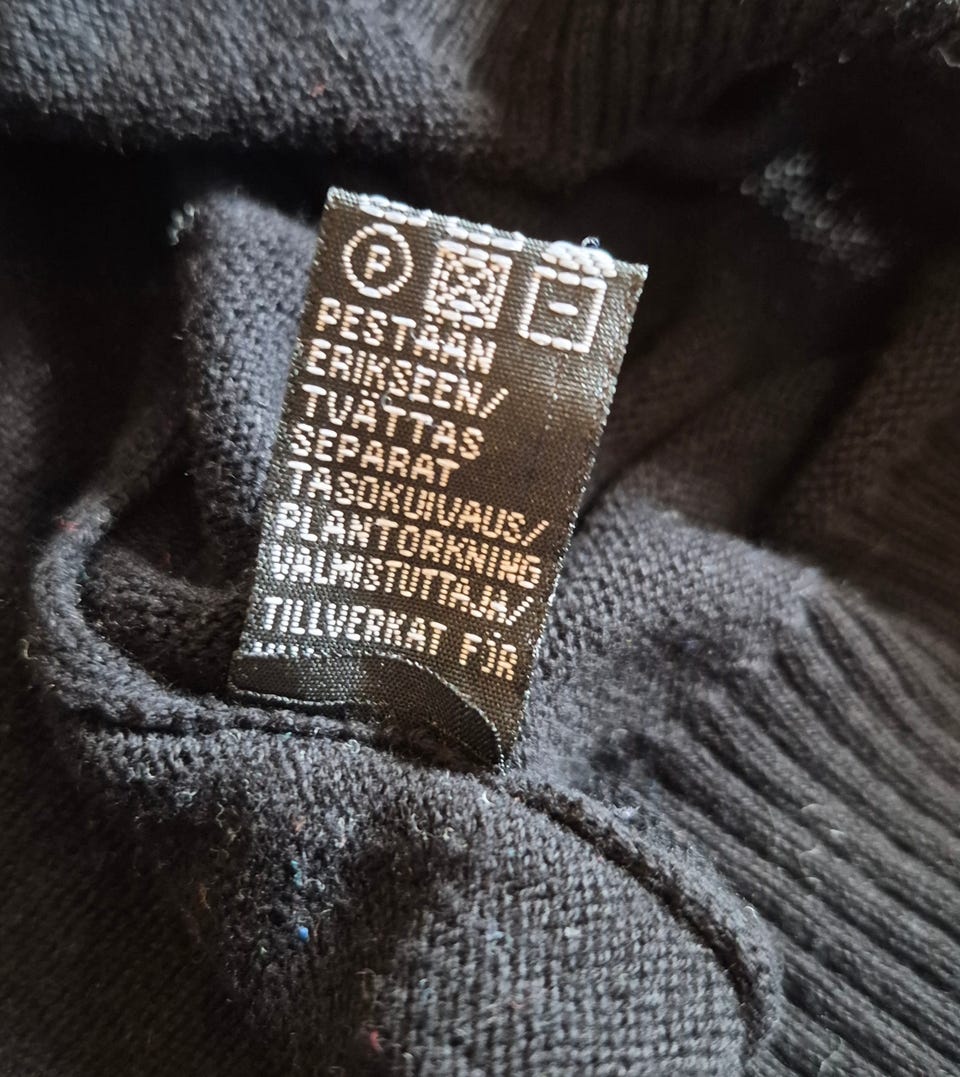 P
PESTÄÄN
ERIKSEEN/
TVÄTTAS
SEPARAT
TASOKUIVAUS/
PLANTORKNING
VALMISTUTTAJA/
TILLVERKAT FÖR